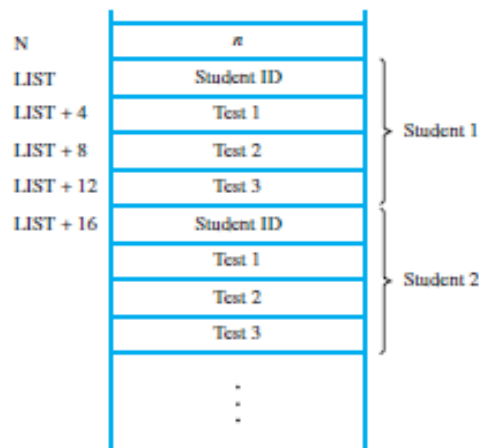 N n
LIST Student ID
LIST + 4 Test 1
Student 1
LIST + 8 Test 2
LIST + 12 Test 3
LIST + 16 Student ID
Test 1
Student 2
Test 2
Test 3